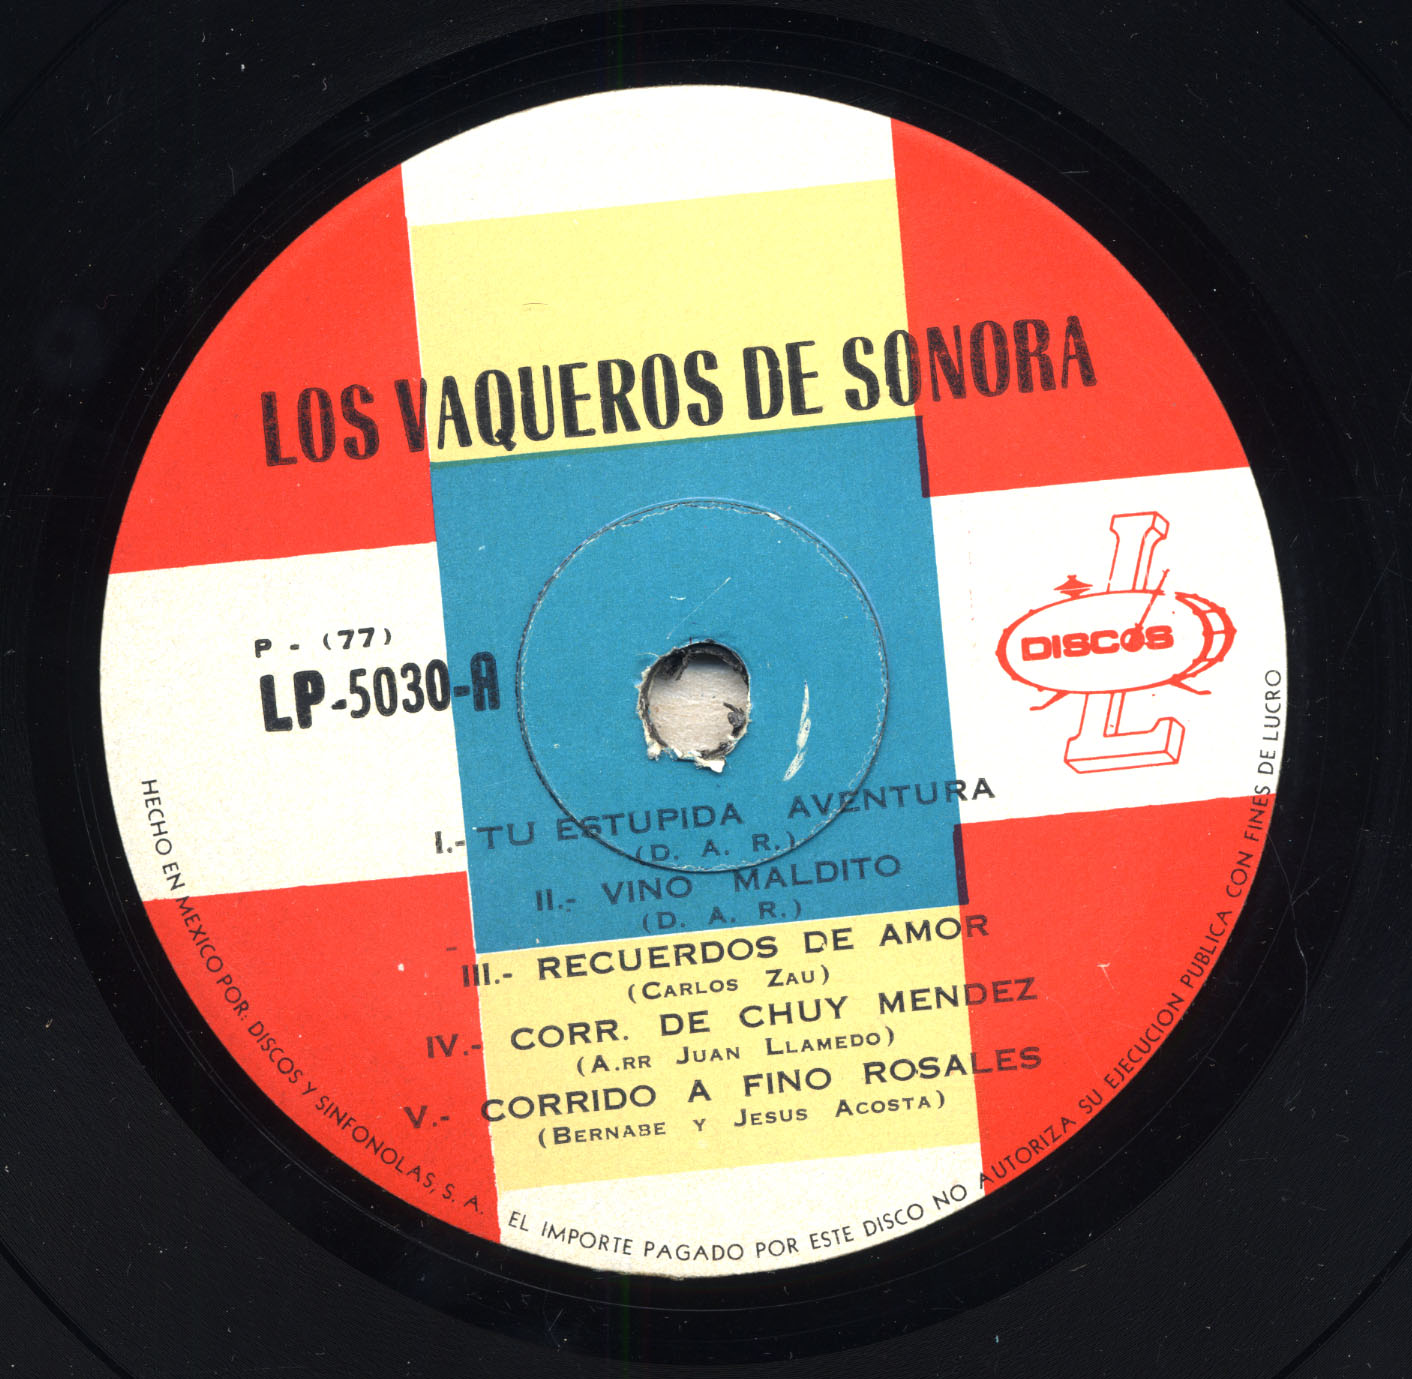 LOS VAQUEROS DE SONORA
P - (77)
LP-5030-A
L
DISCOS
L
I.- TU ESTUPIDA AVENTURA
(D. A. R.)
II.- VINO MALDITO
(D. A. R.)
III.- RECUERDOS DE AMOR
(CARLOS ZAU)
IV.- CORR. DE CHUY MENDEZ
(A.RR JUAN LLAMEDO)
V.- CORRIDO A FINO ROSALES
(BERNABE Y JESUS ACOSTA)
HECHO EN MEXICO POR: DISCOS Y SINFONOLAS, S. A. EL IMPORTE PAGADO POR ESTE DISCO NO AUTORIZA SU EJECUCION PUBLICA CON FINES DE LUCRO